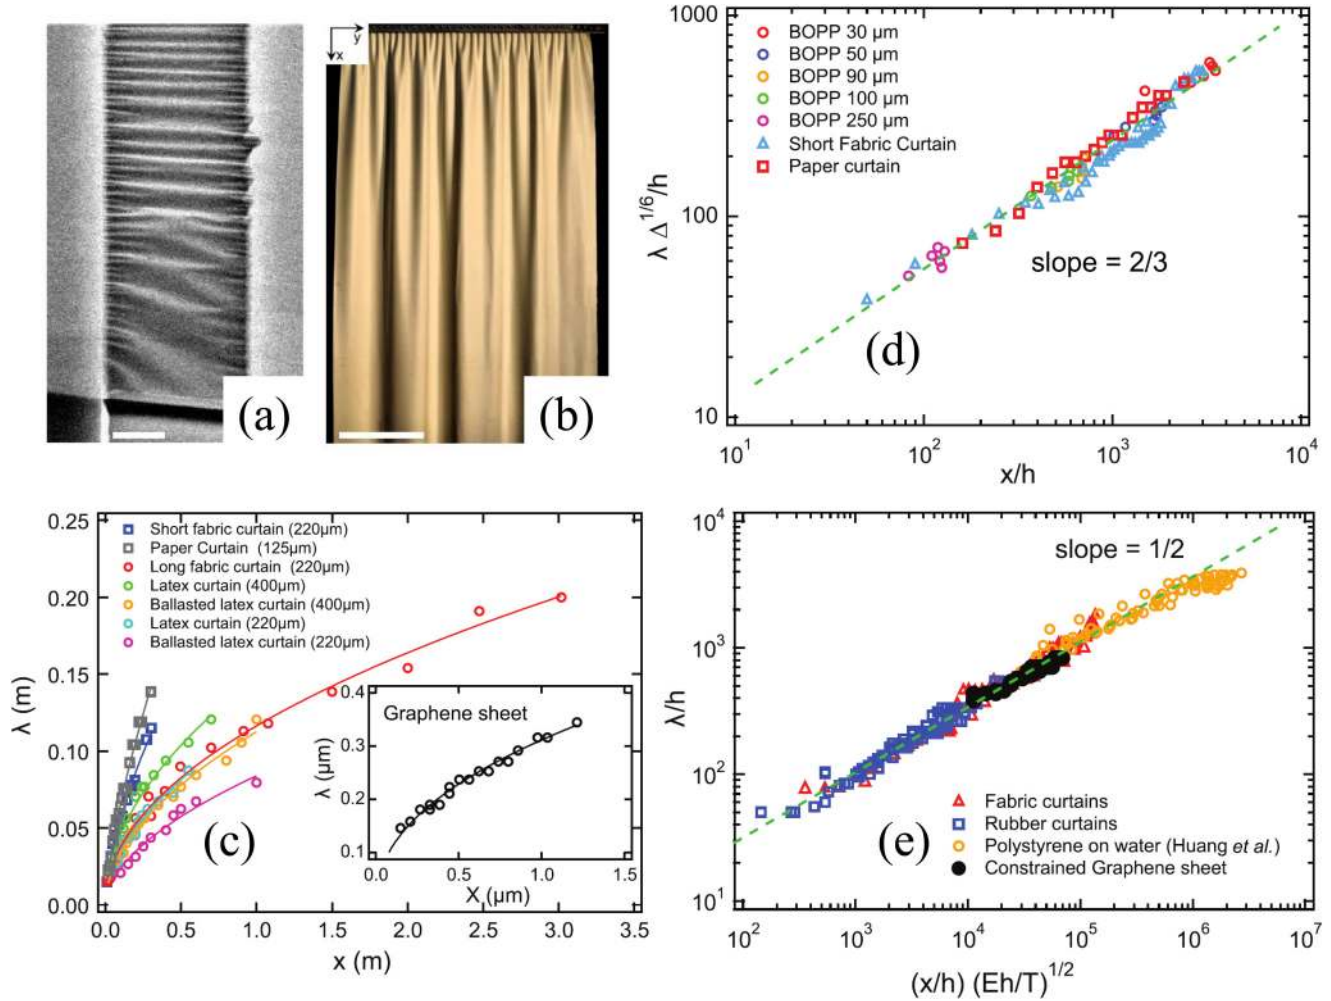 y
x
(a)
(b)
1000
100
10
λ Δ^1/6/h
BOPP 30 μm
BOPP 50 μm
BOPP 90 μm
BOPP 100 μm
BOPP 250 μm
Short Fabric Curtain
Paper curtain
slope = 2/3
(d)
10^1
10^2
10^3
10^4
x/h
0.25
0.20
0.15
0.10
0.05
0.00
λ (m)
Short fabric curtain (220μm)
Paper Curtain (125μm)
Long fabric curtain (220μm)
Latex curtain (400μm)
Ballasted latex curtain (400μm)
Latex curtain (220μm)
Ballasted latex curtain (220μm)
(c)
Graphene sheet
0.4
0.3
0.2
0.1
λ (μm)
0.0 0.5 1.0 1.5
X (μm)
0.0 0.5 1.0 1.5 2.0 2.5 3.0 3.5
x (m)
10^4
10^3
10^2
10^1
λ/h
slope = 1/2
(e)
Fabric curtains
Rubber curtains
Polystyrene on water (Huang et al.)
Constrained Graphene sheet
10^2 10^3 10^4 10^5 10^6 10^7
(x/h) (Eh/T)^1/2